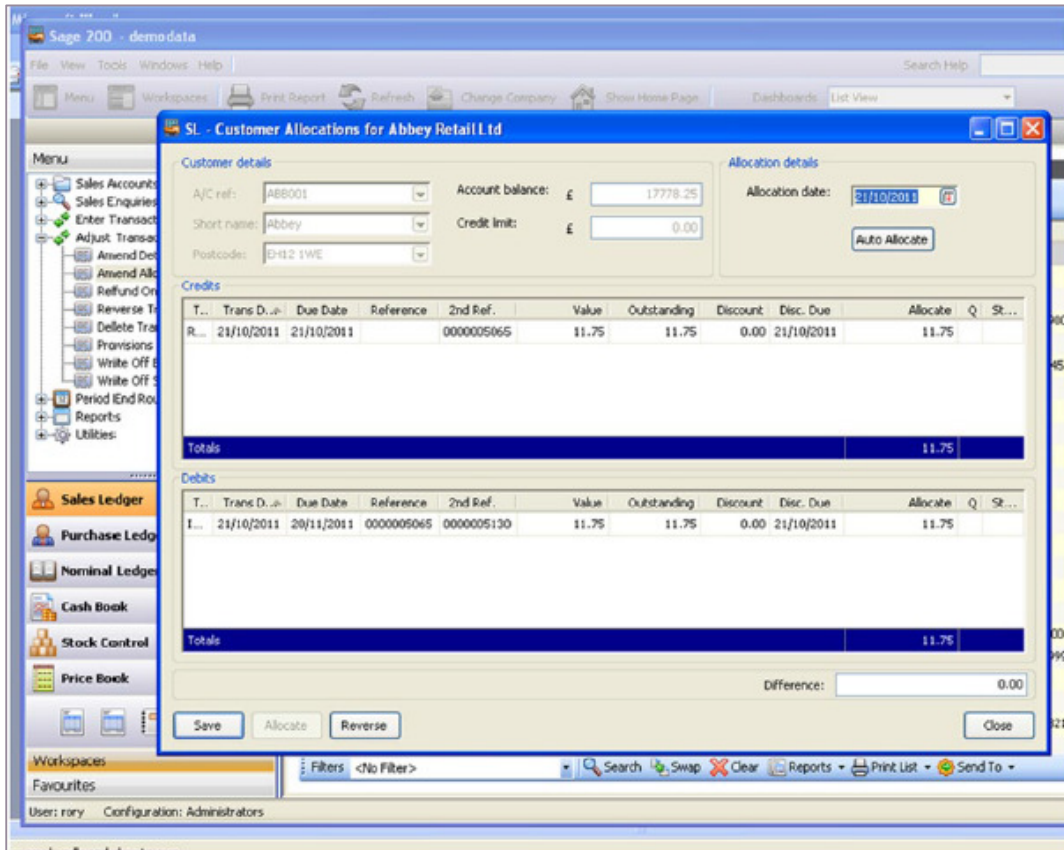 Sage 200 - demodata
File View Tools Windows Help Search Help
Menu Workspaces Print Report Refresh Change Company Show Home Page Dashboards List View
SL - Customer Allocations for Abbey Retail Ltd
Menu
Sales Accounts
Sales Enquiries
Enter Transact
Adjust Transac
Amend Det
Amend Allo
Refund On
Reverse Tr
Delete Tra
Provisions
Write Off E
Write Off S
Period End Rou
Reports
Utilities
Sales Ledger
Purchase Ledg
Nominal Ledger
Cash Book
Stock Control
Price Book
Workspaces
Favourites
Customer details
A/C ref: ABB001 Account balance: £ 17778.25
Short name: Abbey Credit limit: £ 0.00
Postcode: EH12 1WE
Allocation details
Allocation date: 21/10/2011
Auto Allocate
Credits
T... Trans D... Due Date Reference 2nd Ref. Value Outstanding Discount Disc. Due Allocate Q St...
R... 21/10/2011 21/10/2011 0000005065 11.75 11.75 0.00 21/10/2011 11.75
Totals 11.75
Debits
T... Trans D... Due Date Reference 2nd Ref. Value Outstanding Discount Disc. Due Allocate Q St...
I... 21/10/2011 20/11/2011 0000005065 0000005130 11.75 11.75 0.00 21/10/2011 11.75
Totals 11.75
Difference: 0.00
Save Allocate Reverse Close
Filters <No Filter> Search Swap Clear Reports Print List Send To
User: rory Configuration: Administrators